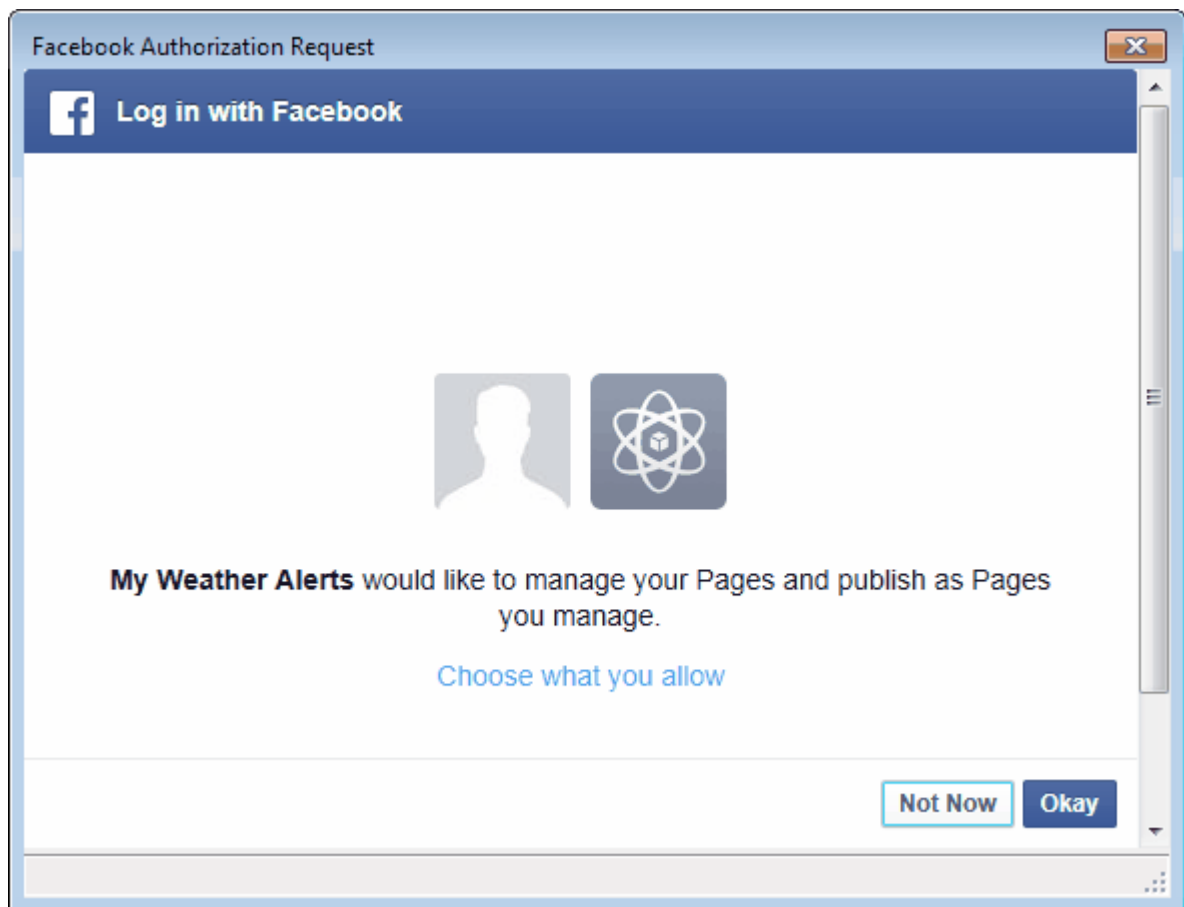 Facebook Authorization Request
Log in with Facebook
My Weather Alerts would like to manage your Pages and publish as Pages
you manage.
Choose what you allow
Not Now
Okay